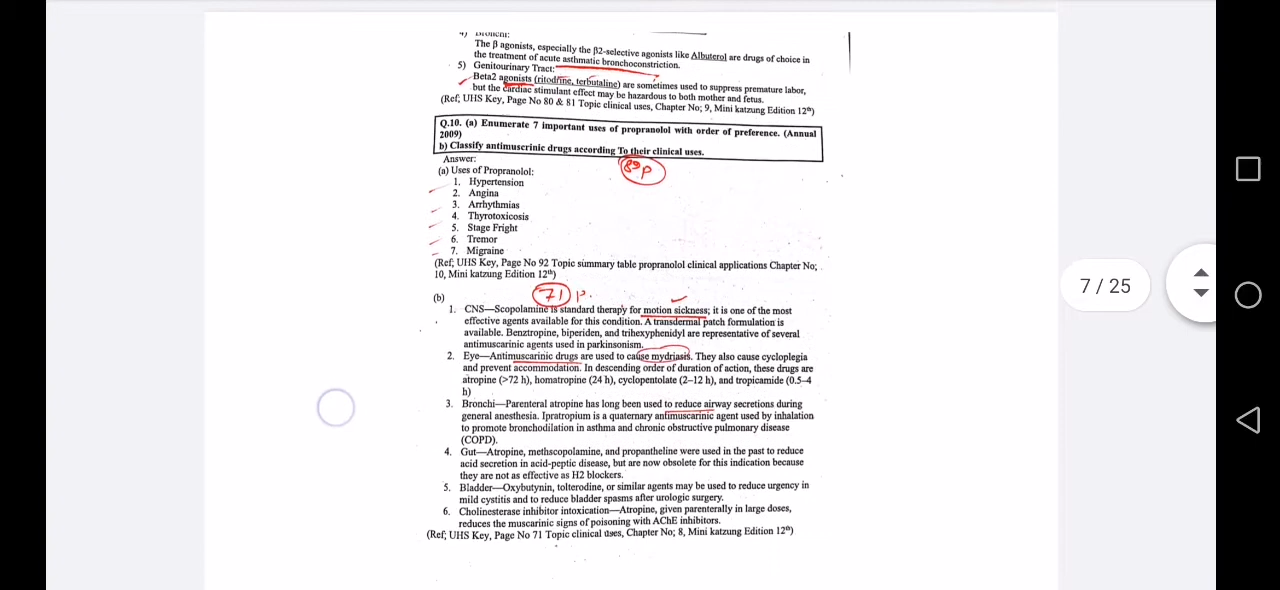 4) Bronchi:
The β agonists, especially the β2-selective agonists like Albuterol are drugs of choice in
the treatment of acute asthmatic bronchoconstriction.
5) Genitourinary Tract:
Beta2 agonists (ritodrine, terbutaline) are sometimes used to suppress premature labor,
but the cardiac stimulant effect may be hazardous to both mother and fetus.
(Ref; UHS Key, Page No 80 & 81 Topic clinical uses, Chapter No; 9, Mini katzung Edition 12th)
Q.10. (a) Enumerate 7 important uses of propranolol with order of preference. (Annual
2009)
b) Classify antimuscrinic drugs according To their clinical uses.
Answer:
(a) Uses of Propranolol:
1. Hypertension
2. Angina
3. Arrhythmias
4. Thyrotoxicosis
5. Stage Fright
6. Tremor
7. Migraine
(Ref; UHS Key, Page No 92 Topic summary table propranolol clinical applications Chapter No;
10, Mini katzung Edition 12th)
7 / 25
(b)
71 p.
1. CNS—Scopolamine is standard therapy for motion sickness; it is one of the most
effective agents available for this condition. A transdermal patch formulation is
available. Benztropine, biperiden, and trihexyphenidyl are representative of several
antimuscarinic agents used in parkinsonism.
2. Eye—Antimuscarinic drugs are used to cause mydriasis. They also cause cycloplegia
and prevent accommodation. In descending order of duration of action, these drugs are
atropine (>72 h), homatropine (24 h), cyclopentolate (2–12 h), and tropicamide (0.5–4
h)
3. Bronchi—Parenteral atropine has long been used to reduce airway secretions during
general anesthesia. Ipratropium is a quaternary antimuscarinic agent used by inhalation
to promote bronchodilation in asthma and chronic obstructive pulmonary disease
(COPD).
4. Gut—Atropine, methscopolamine, and propantheline were used in the past to reduce
acid secretion in acid-peptic disease, but are now obsolete for this indication because
they are not as effective as H2 blockers.
5. Bladder—Oxybutynin, tolterodine, or similar agents may be used to reduce urgency in
mild cystitis and to reduce bladder spasms after urologic surgery.
6. Cholinesterase inhibitor intoxication—Atropine, given parenterally in large doses,
reduces the muscarinic signs of poisoning with AChE inhibitors.
(Ref; UHS Key, Page No 71 Topic clinical uses, Chapter No; 8, Mini katzung Edition 12th)